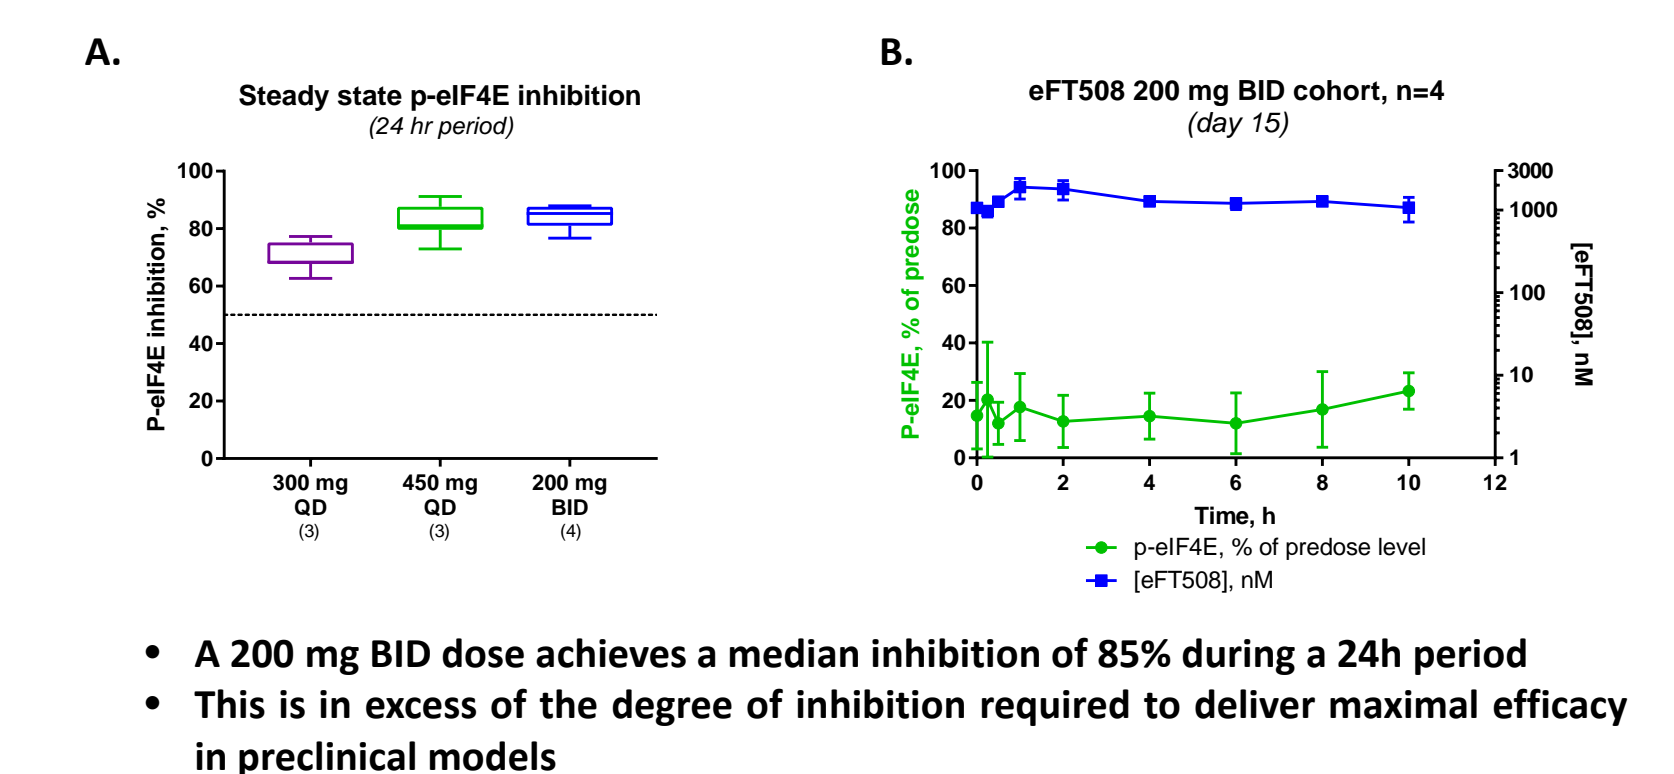 A.
Steady state p-eIF4E inhibition
(24 hr period)
P-eIF4E inhibition, %
100
80
60
40
20
0
300 mg
QD
(3)
450 mg
QD
(3)
200 mg
BID
(4)
B.
eFT508 200 mg BID cohort, n=4
(day 15)
P-eIF4E, % of predose
100
80
60
40
20
0
3000
1000
100
10
1
[eFT508], nM
0 2 4 6 8 10 12
Time, h
p-eIF4E, % of predose level
[eFT508], nM
• A 200 mg BID dose achieves a median inhibition of 85% during a 24h period
• This is in excess of the degree of inhibition required to deliver maximal efficacy
in preclinical models